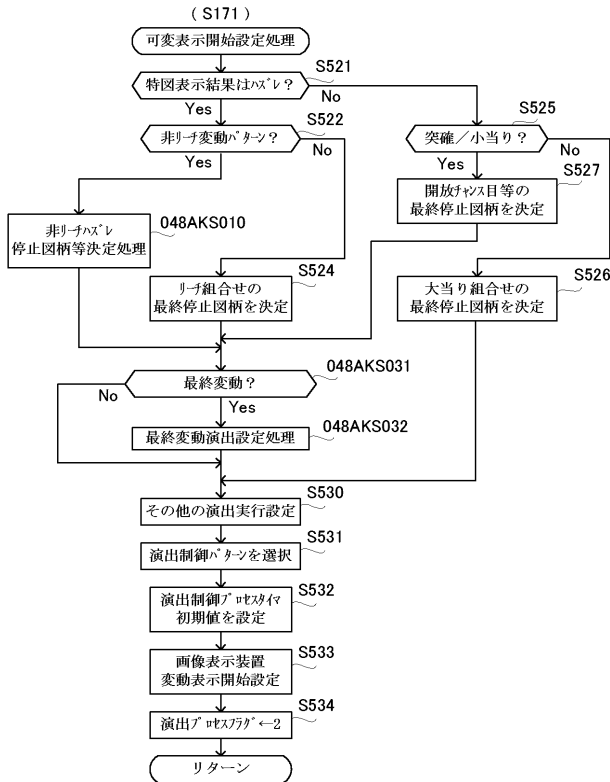 (S171)
可変表示開始設定処理
S521
特図表示結果はﾊｽﾞﾚ?
Yes
No
S522
非ﾘｰﾁ変動ﾊﾟﾀｰﾝ?
Yes
No
S525
突確/小当り?
Yes
No
S527
開放ﾁｬﾝｽ目等の
最終停止図柄を決定
048AKS010
非ﾘｰﾁﾊｽﾞﾚ
停止図柄等決定処理
S524
ﾘｰﾁ組合せの
最終停止図柄を決定
S526
大当り組合せの
最終停止図柄を決定
048AKS031
最終変動?
No
Yes
048AKS032
最終変動演出設定処理
S530
その他の演出実行設定
S531
演出制御ﾊﾟﾀｰﾝを選択
S532
演出制御ﾌﾟﾛｾｽﾀｲﾏ
初期値を設定
S533
画像表示装置
変動表示開始設定
S534
演出ﾌﾟﾛｾｽﾌﾗｸﾞ←2
リターン